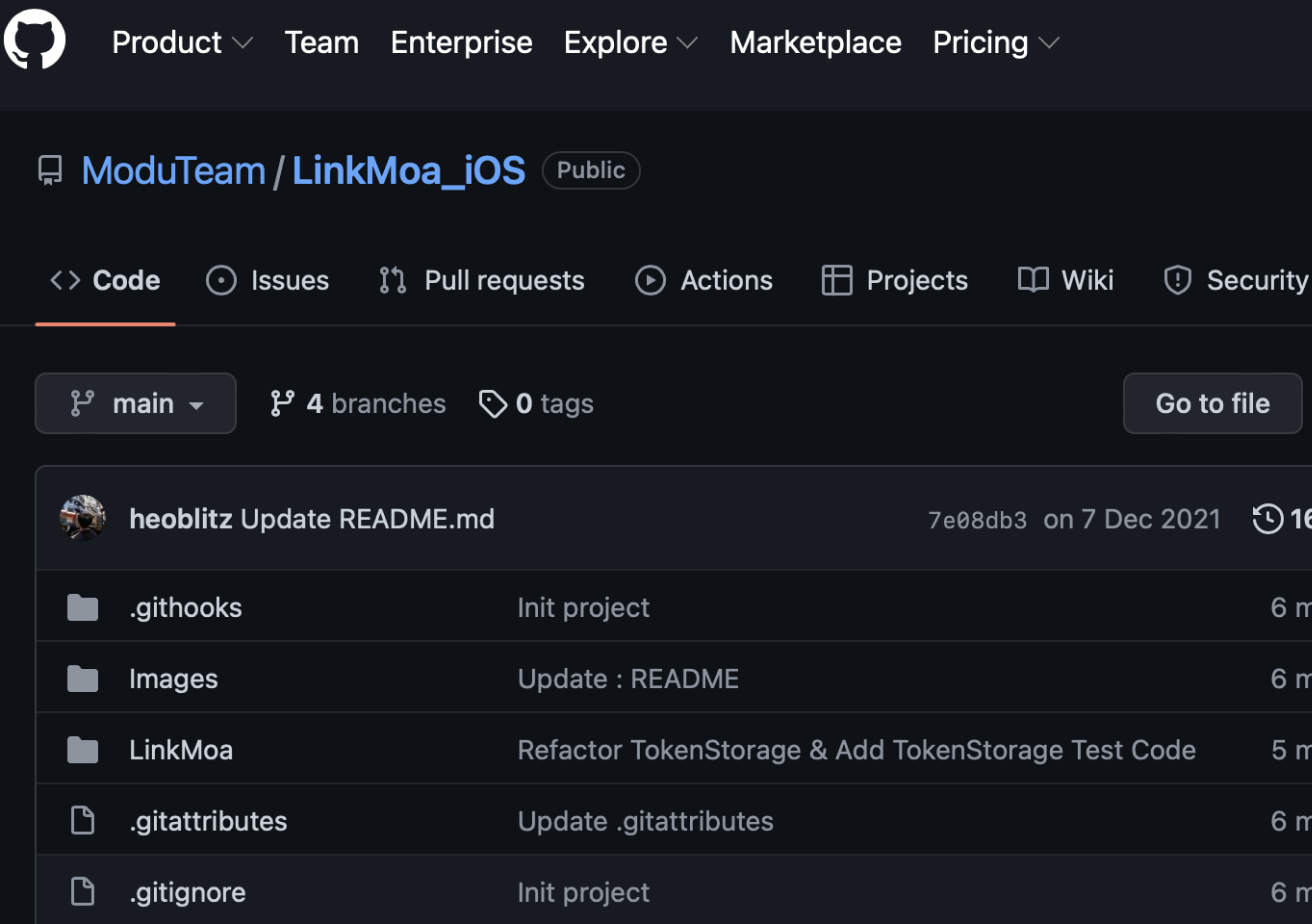 Product Team Enterprise Explore Marketplace Pricing
ModuTeam / LinkMoa_iOS Public
Code Issues Pull requests Actions Projects Wiki Security
main 4 branches 0 tags Go to file
heoblitz Update README.md 7e08db3 on 7 Dec 2021
.githooks Init project 6
Images Update : README 6
LinkMoa Refactor TokenStorage & Add TokenStorage Test Code 5
.gitattributes Update .gitattributes 6
.gitignore Init project 6